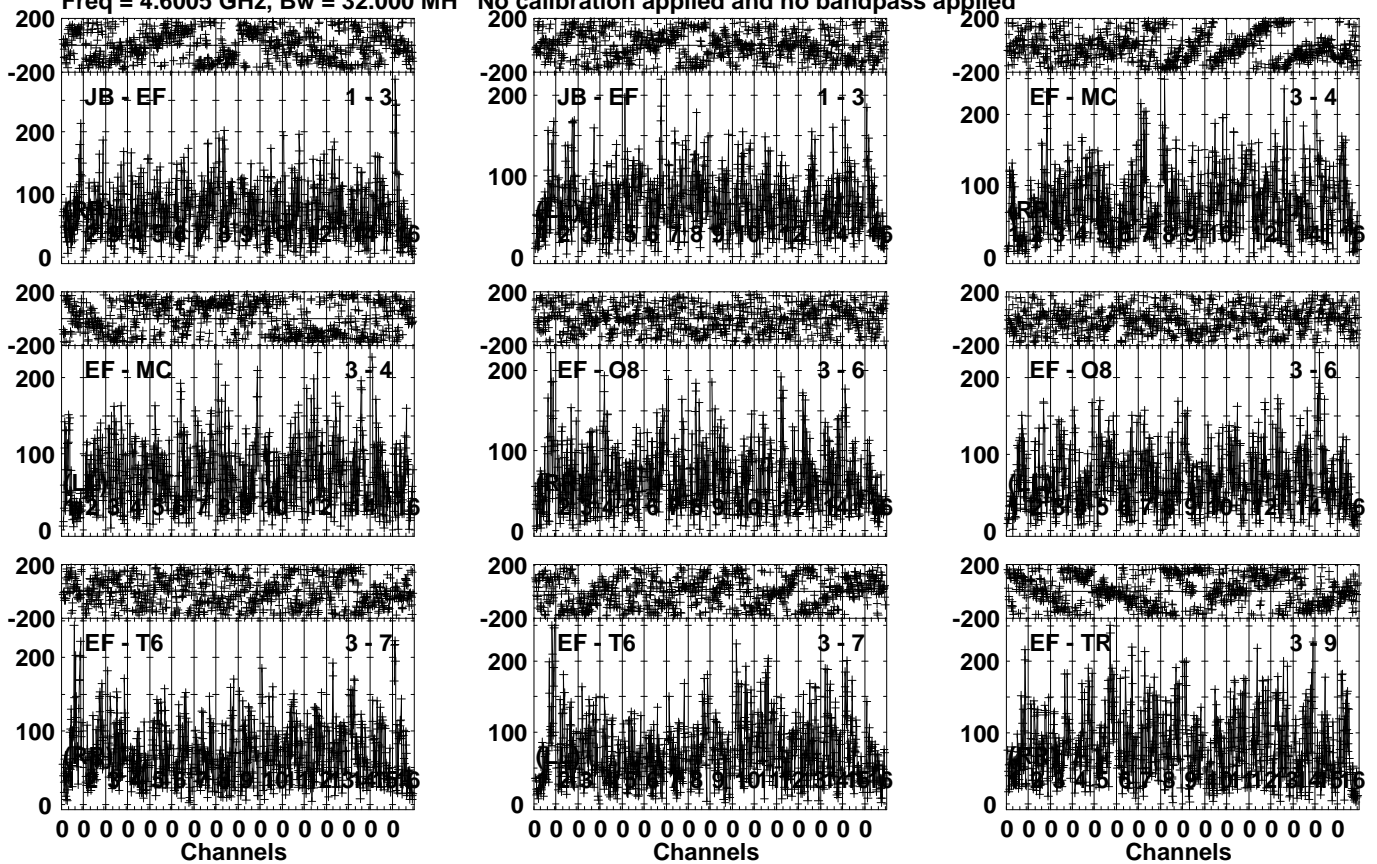 Freq = 4.6005 GHz, Bw = 32.000 MH No calibration applied and no bandpass applied
200 200 200
-200 -200 -200
JB - EF 1 - 3 JB - EF 1 - 3 EF - MC 3 - 4
200 200 200
100 100 100
0 0 0
200 200 200
-200 -200 -200
EF - MC 3 - 4 EF - O8 3 - 6 EF - O8 3 - 6
200 200 200
100 100 100
0 0 0
200 200 200
-200 -200 -200
EF - T6 3 - 7 EF - T6 3 - 7 EF - TR 3 - 9
200 200 200
100 100 100
0 0 0
0 0 0 0 0 0 0 0 0 0 0 0 0 0 0 0 0 0 0 0 0 0 0 0 0 0 0 0 0 0 0 0 0 0 0 0 0 0 0 0 0 0 0 0 0 0 0 0
Channels Channels Channels